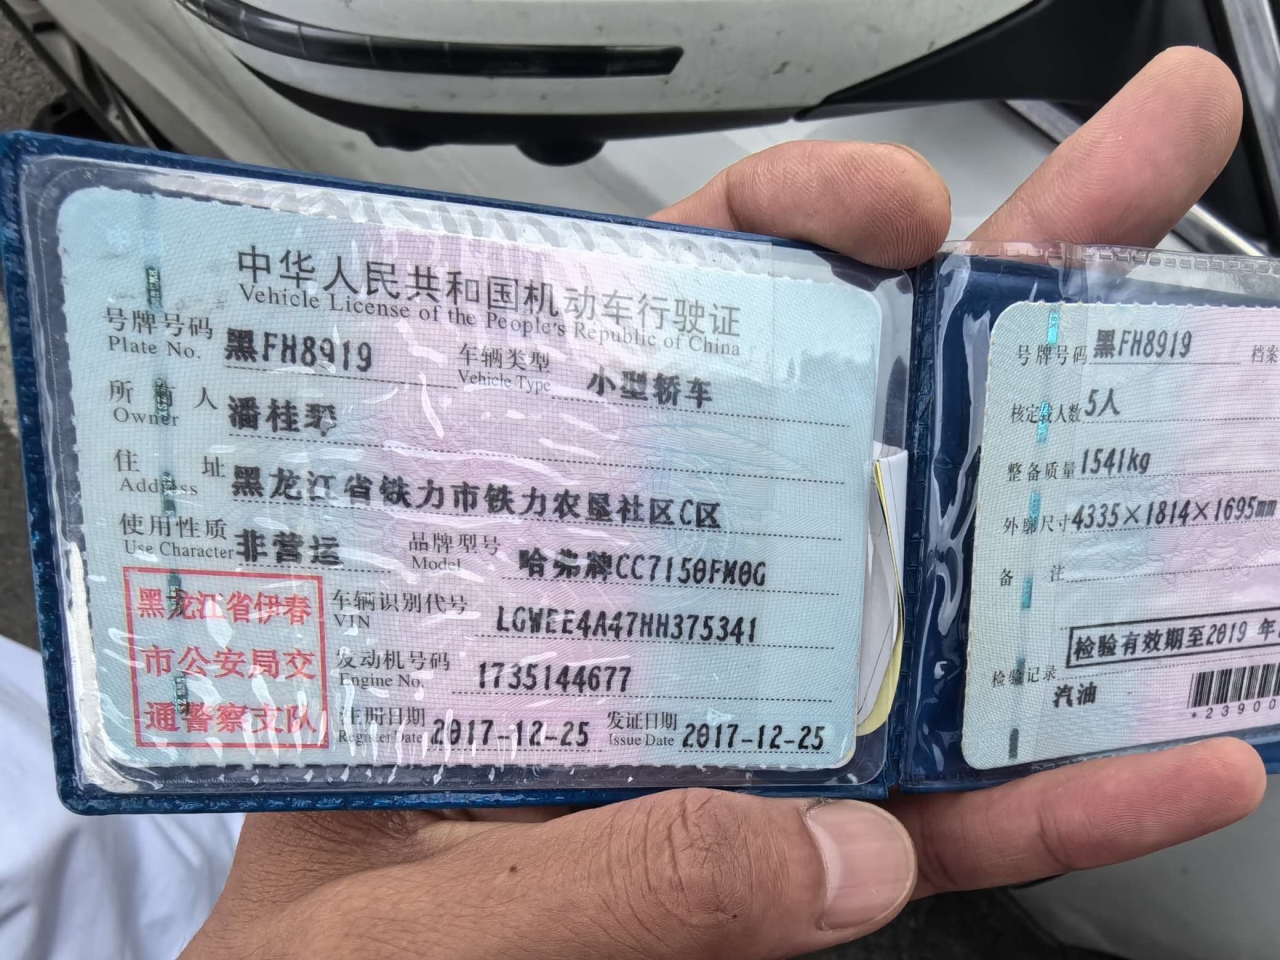 中华人民共和国机动车行驶证
Vehicle License of the People's Republic of China
号牌号码 黑FH8919 车辆类型 小型轿车
Plate No. Vehicle Type
所有人 潘桂琴
Owner
住址 黑龙江省铁力市铁力农垦社区C区
Address
使用性质 非营运 品牌型号 哈弗牌CC7150FM0G
Use Character Model
黑龙江省伊春
市公安局交
通警察支队
车辆识别代号 LGWEE4A47HH375341
VIN
发动机号码 1735144677
Engine No.
注册日期 2017-12-25 发证日期 2017-12-25
Register Date Issue Date
号牌号码 黑FH8919 档案
核定载人数 5人
整备质量 1541kg
外廓尺寸 4335×1814×1695mm
备注
检验有效期至2019 年
检验记录
汽油
*23900